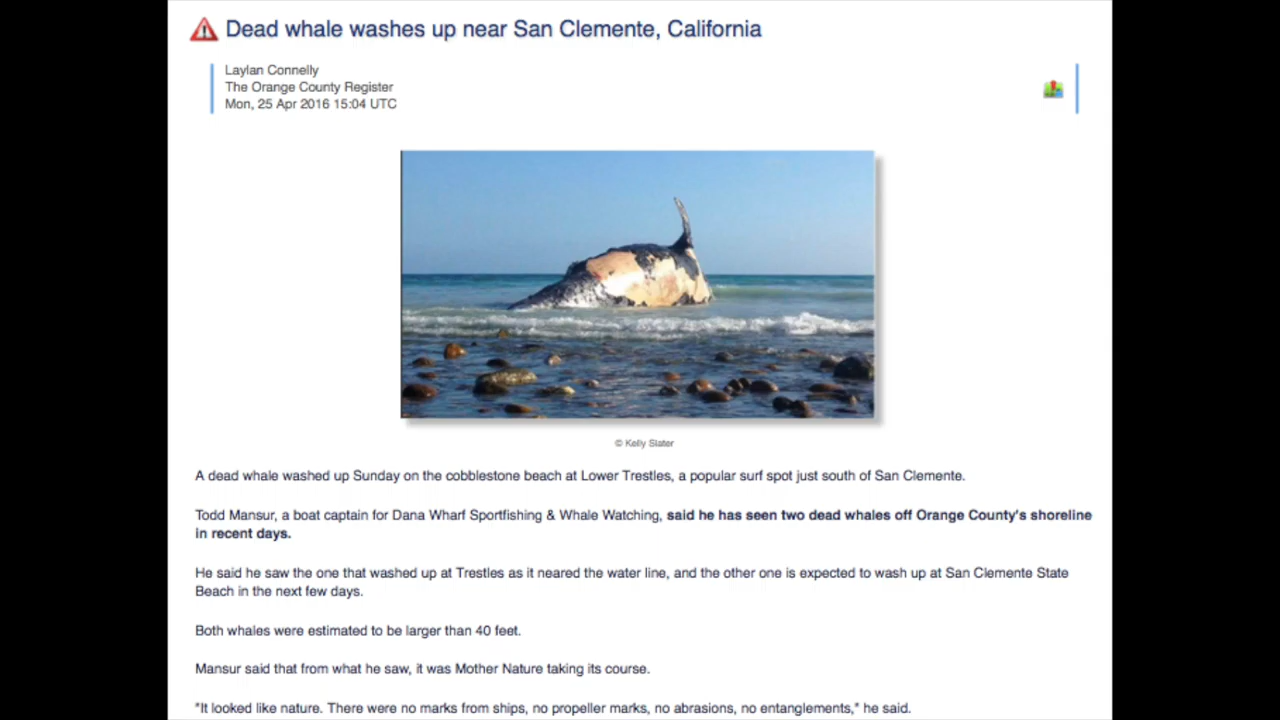 Dead whale washes up near San Clemente, California
Laylan Connelly
The Orange County Register
Mon, 25 Apr 2016 15:04 UTC
© Kelly Slater
A dead whale washed up Sunday on the cobblestone beach at Lower Trestles, a popular surf spot just south of San Clemente.
Todd Mansur, a boat captain for Dana Wharf Sportfishing & Whale Watching, said he has seen two dead whales off Orange County's shoreline
in recent days.
He said he saw the one that washed up at Trestles as it neared the water line, and the other one is expected to wash up at San Clemente State
Beach in the next few days.
Both whales were estimated to be larger than 40 feet.
Mansur said that from what he saw, it was Mother Nature taking its course.
"It looked like nature. There were no marks from ships, no propeller marks, no abrasions, no entanglements," he said.